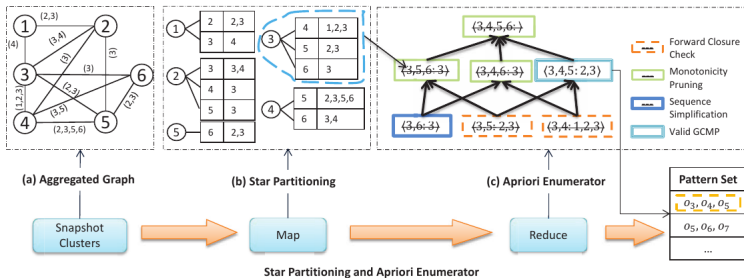 (2,3)
1
2
(4)
(3,4)
(3)
(3)
3
(3)
6
(1,2,3)
(2,3)
(3,5)
(2,3)
4
(2,3,5,6)
5
(a) Aggregated Graph
1
2 2,3
3 4
2
3 3,4
4 3
5 3
5
6 2,3
3
4 1,2,3
5 2,3
6 3
4
5 2,3,5,6
6 3,4
(b) Star Partitioning
⟨3,4,5,6: ⟩
⟨3,5,6: 3⟩ ⟨3,4,6: 3⟩ ⟨3,4,5: 2,3⟩
⟨3,6: 3⟩ ⟨3,5: 2,3⟩ ⟨3,4: 1,2,3⟩
(c) Apriori Enumerator
Forward Closure
Check
Monotonicity
Pruning
Sequence
Simplification
Valid GCMP
Snapshot
Clusters
Map
Reduce
Pattern Set
o₃, o₄, o₅
o₅, o₆, o₇
...
Star Partitioning and Apriori Enumerator